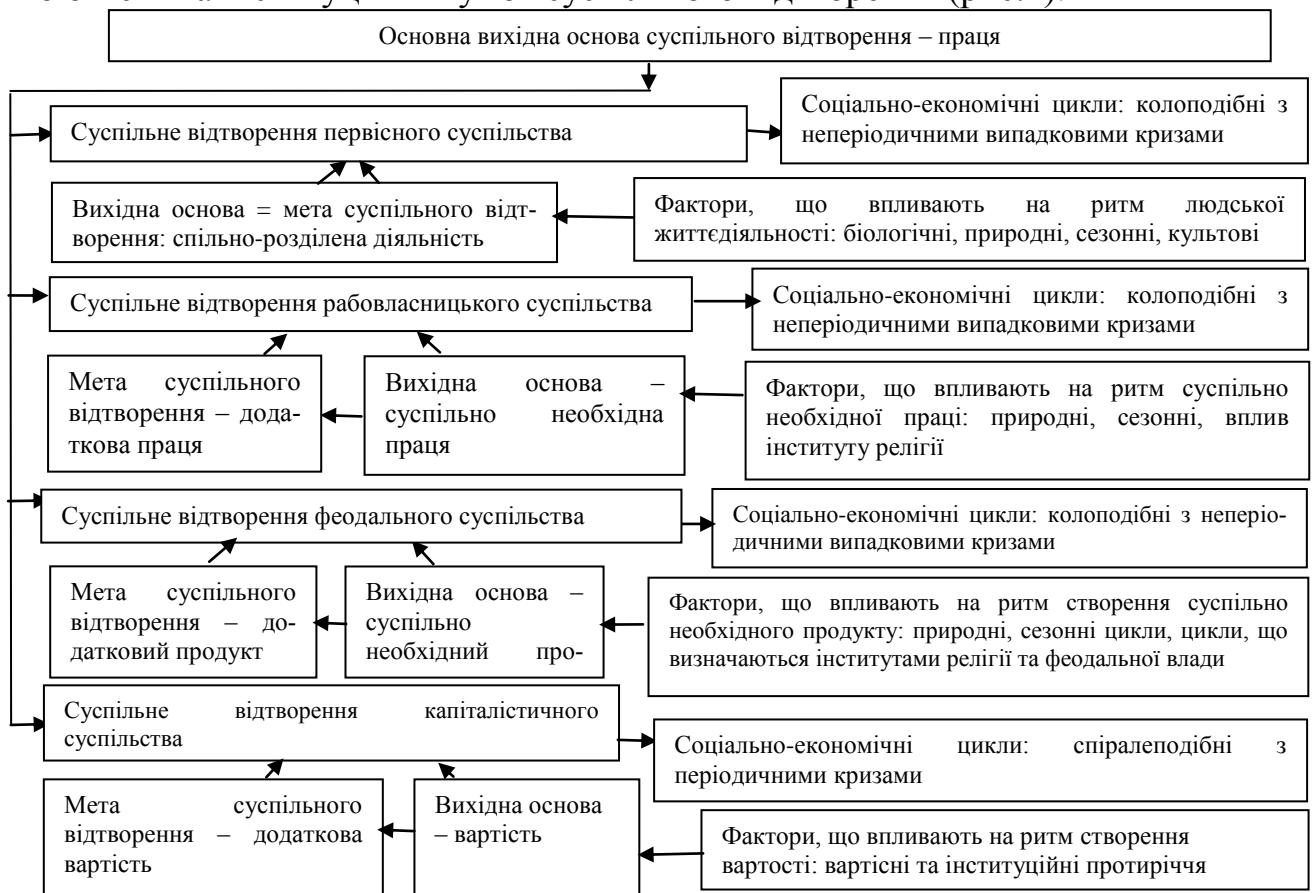 Основна вихідна основа суспільного відтворення – праця
Суспільне відтворення первісного суспільства
Соціально-економічні цикли: колоподібні з
неперіодичними випадковими кризами
Вихідна основа = мета суспільного відт-
ворення: спільно-розділена діяльність
Фактори, що впливають на ритм людської
життєдіяльності: біологічні, природні, сезонні, культові
Суспільне відтворення рабовласницького суспільства
Соціально-економічні цикли: колоподібні з
неперіодичними випадковими кризами
Мета суспільного
відтворення – дода-
ткова праця
Вихідна основа –
суспільно необхідна
праця
Фактори, що впливають на ритм суспільно
необхідної праці: природні, сезонні, вплив
інституту релігії
Суспільне відтворення феодального суспільства
Соціально-економічні цикли: колоподібні з неперіо-
дичними випадковими кризами
Мета суспільного
відтворення – до-
датковий продукт
Вихідна основа –
суспільно
необхідний про-
Фактори, що впливають на ритм створення суспільно
необхідного продукту: природні, сезонні цикли, цикли, що
визначаються інститутами релігії та феодальної влади
Суспільне відтворення капіталістичного
суспільства
Соціально-економічні цикли: спіралеподібні з
періодичними кризами
Мета суспільного
відтворення – додаткова
вартість
Вихідна основа
– вартість
Фактори, що впливають на ритм створення
вартості: вартісні та інституційні протиріччя